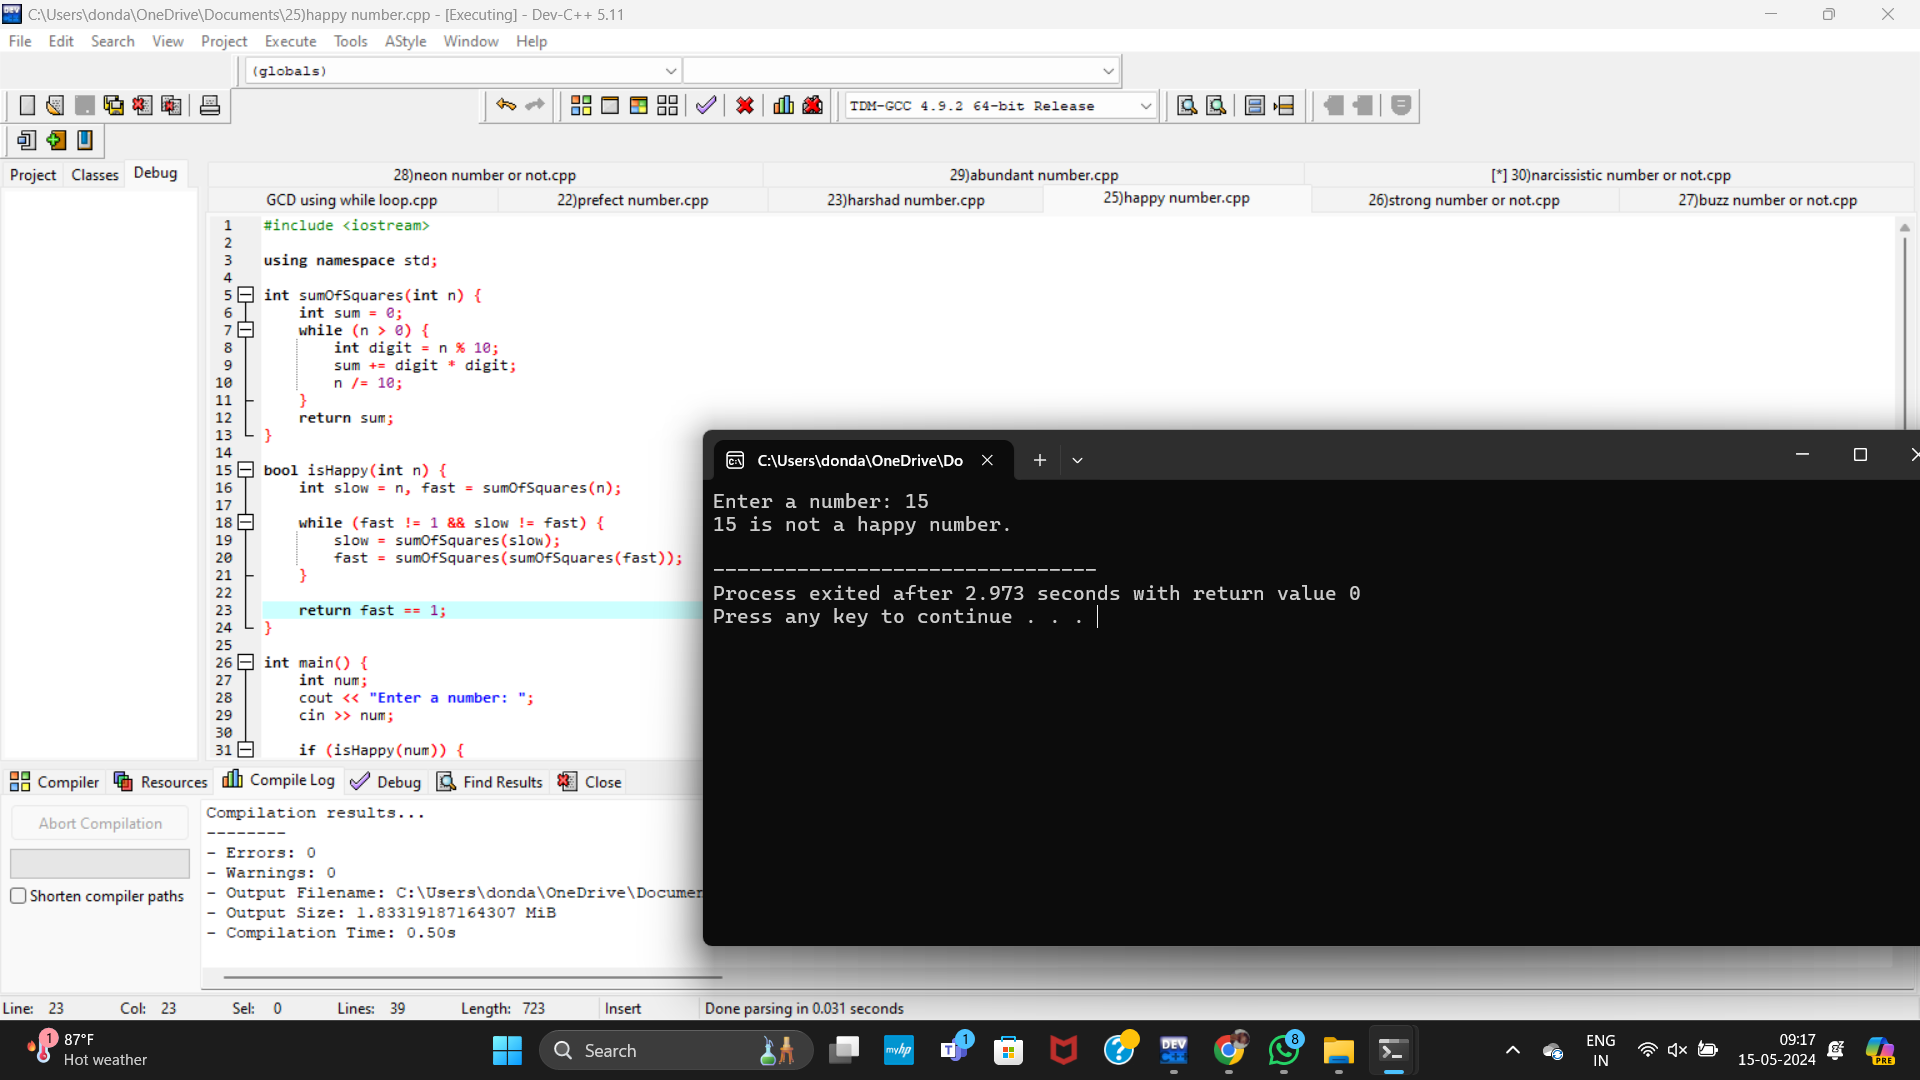 C:\Users\donda\OneDrive\Documents\25)happy number.cpp - [Executing] - Dev-C++ 5.11
File Edit Search View Project Execute Tools AStyle Window Help
(globals)
TDM-GCC 4.9.2 64-bit Release
Project Classes Debug
28)neon number or not.cpp 29)abundant number.cpp [*] 30)narcissistic number or not.cpp
GCD using while loop.cpp 22)prefect number.cpp 23)harshad number.cpp 25)happy number.cpp 26)strong number or not.cpp 27)buzz number or not.cpp
1 #include <iostream>
2
3 using namespace std;
4
5 int sumOfSquares(int n) {
6 int sum = 0;
7 while (n > 0) {
8 int digit = n % 10;
9 sum += digit * digit;
10 n /= 10;
11 }
12 return sum;
13 }
14
15 bool isHappy(int n) {
16 int slow = n, fast = sumOfSquares(n);
17
18 while (fast != 1 && slow != fast) {
19 slow = sumOfSquares(slow);
20 fast = sumOfSquares(sumOfSquares(fast));
21 }
22
23 return fast == 1;
24 }
25
26 int main() {
27 int num;
28 cout << "Enter a number: ";
29 cin >> num;
30
31 if (isHappy(num)) {
C:\Users\donda\OneDrive\Do
Enter a number: 15
15 is not a happy number.
--------------------------------
Process exited after 2.973 seconds with return value 0
Press any key to continue . . .
Compiler Resources Compile Log Debug Find Results Close
Abort Compilation
Shorten compiler paths
Compilation results...
--------
- Errors: 0
- Warnings: 0
- Output Filename: C:\Users\donda\OneDrive\Documen
- Output Size: 1.83319187164307 MiB
- Compilation Time: 0.50s
Line: 23 Col: 23 Sel: 0 Lines: 39 Length: 723 Insert Done parsing in 0.031 seconds
1
87°F
Hot weather
Search
myhp
1
DEV
8
ENG
IN
09:17
15-05-2024
PRE